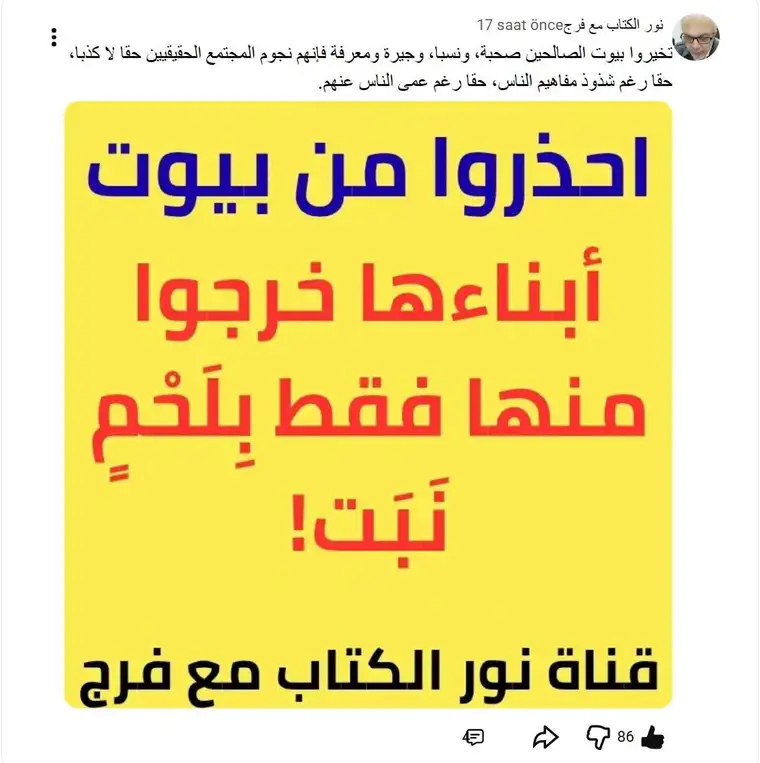 نور الكتاب مع فرج 17 saat önce
تخيروا بيوت الصالحين صحبة، ونسبا، وجيرة ومعرفة فإنهم نجوم المجتمع الحقيقيين حقا لا كذبا،
حقا رغم شذوذ مفاهيم الناس، حقا رغم عمى الناس عنهم.
احذروا من بيوت
أبناءها خرجوا
منها فقط بِلَحْمٍ
نَبَت!
قناة نور الكتاب مع فرج
86
4